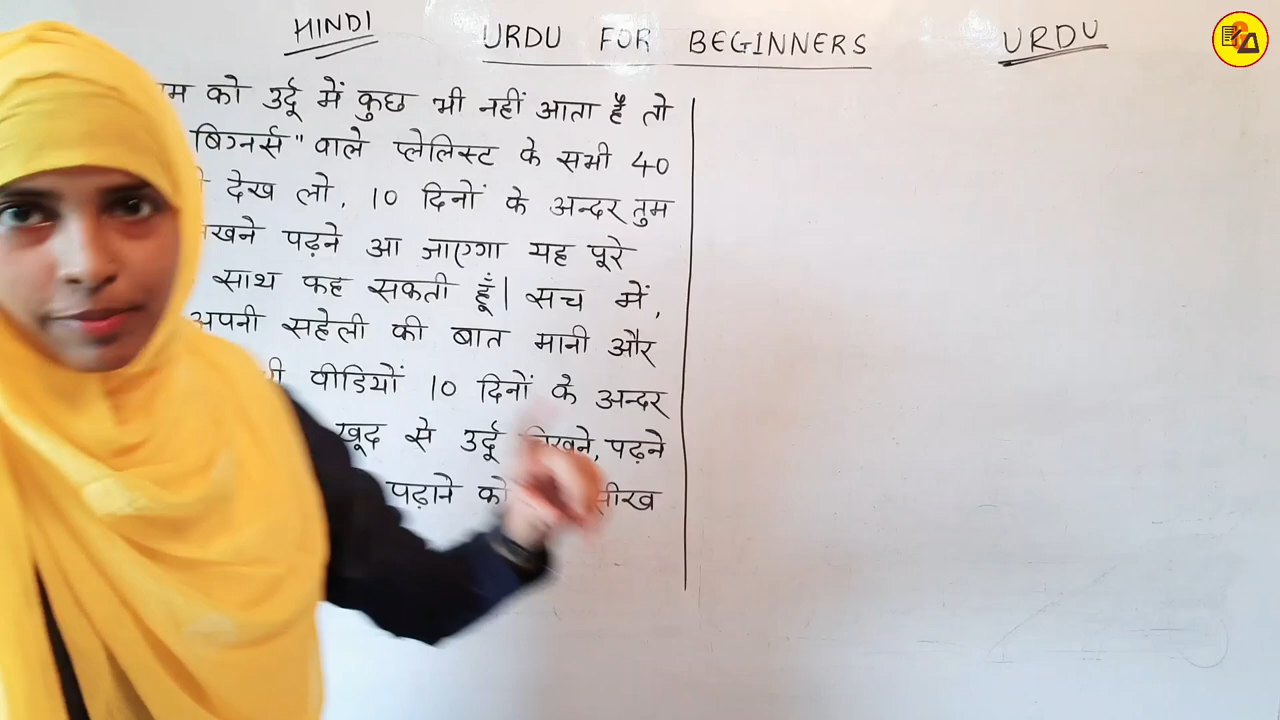 HINDI URDU FOR BEGINNERS URDU
को उर्दू में कुछ भी नहीं आता है तो
बिग्नर्स" वाले प्लेलिस्ट के सभी 40
देख लो, 10 दिनों के अन्दर तुम
पढ़ने आ जाएगा यह पूरे
साथ कह सकती हूँ। सच में,
अपनी सहेली की बात मानी और
वीडियों 10 दिनों के अन्दर
खूद से उर्दू लिखने, पढ़ने
पढ़ाने को सीख